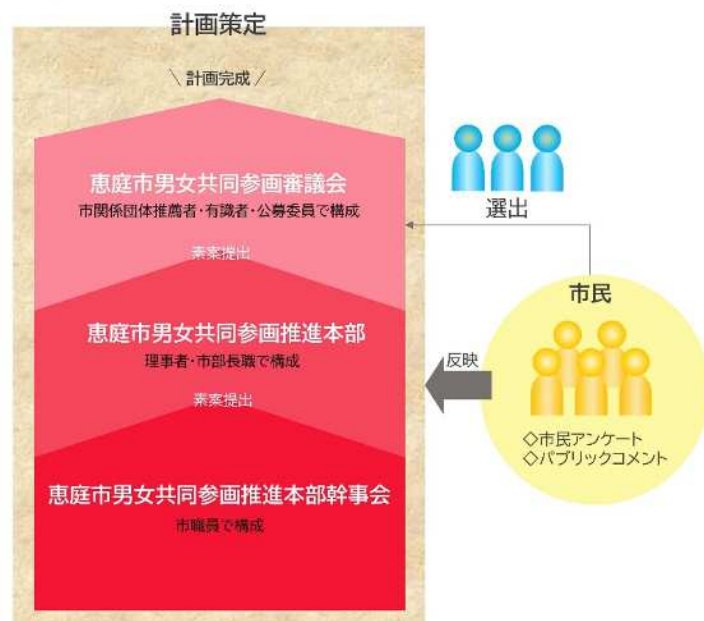 計画策定
＼計画完成／
恵庭市男女共同参画審議会
市関係団体推薦者・有識者・公募委員で構成
素案提出
恵庭市男女共同参画推進本部
理事者・市部長職で構成
素案提出
恵庭市男女共同参画推進本部幹事会
市職員で構成
選出
市民
反映
◇市民アンケート
◇パブリックコメント